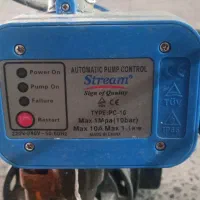 AUTOMATIC PUMP CONTROL
Power On
Pump On
Failure
Restart
Stream
Sign of Quality
TYPE:PC-10
Max 1Mpa(10bar)
Max 10A Max 1.1kw
TUV